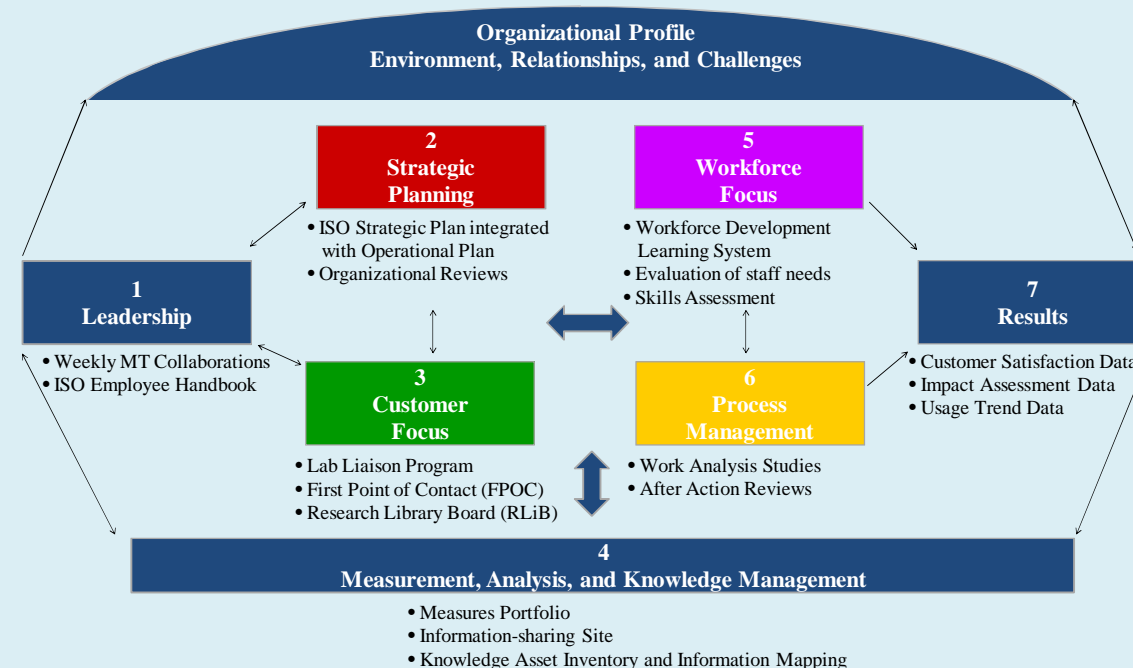 Organizational Profile
Environment, Relationships, and Challenges
2
Strategic
Planning
• ISO Strategic Plan integrated
with Operational Plan
• Organizational Reviews
5
Workforce
Focus
• Workforce Development
Learning System
• Evaluation of staff needs
• Skills Assessment
1
Leadership
• Weekly MT Collaborations
• ISO Employee Handbook
7
Results
• Customer Satisfaction Data
• Impact Assessment Data
• Usage Trend Data
3
Customer
Focus
• Lab Liaison Program
• First Point of Contact (FPOC)
• Research Library Board (RLiB)
6
Process
Management
• Work Analysis Studies
• After Action Reviews
4
Measurement, Analysis, and Knowledge Management
• Measures Portfolio
• Information-sharing Site
• Knowledge Asset Inventory and Information Mapping